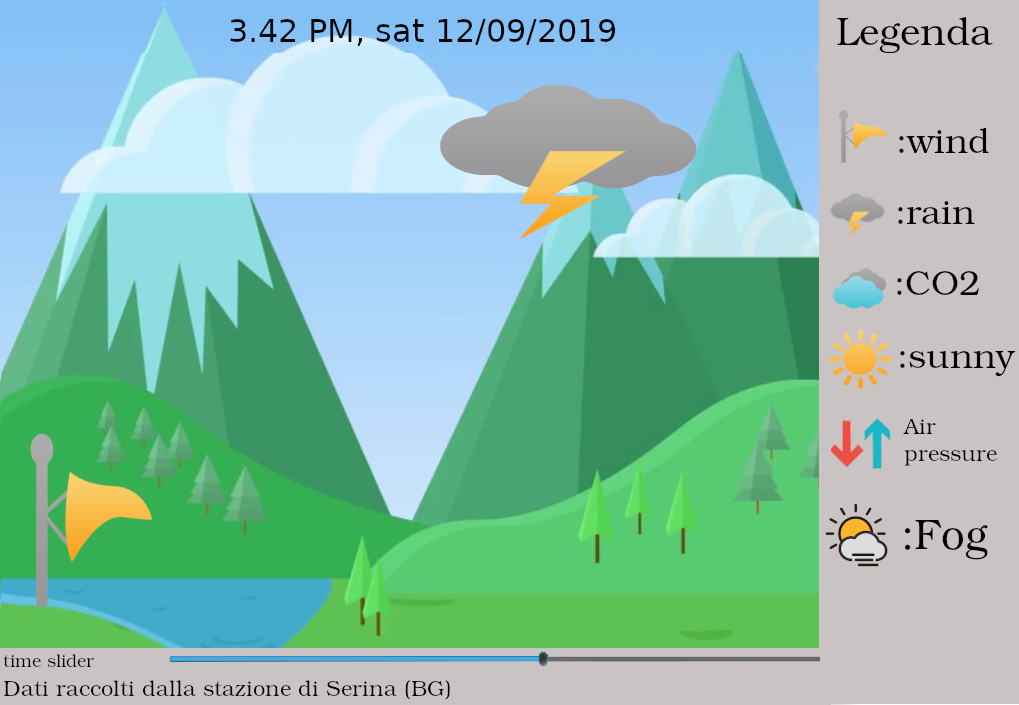 3.42 PM, sat 12/09/2019
Legenda
:wind
:rain
:CO2
:sunny
Air
pressure
:Fog
time slider
Dati raccolti dalla stazione di Serina (BG)